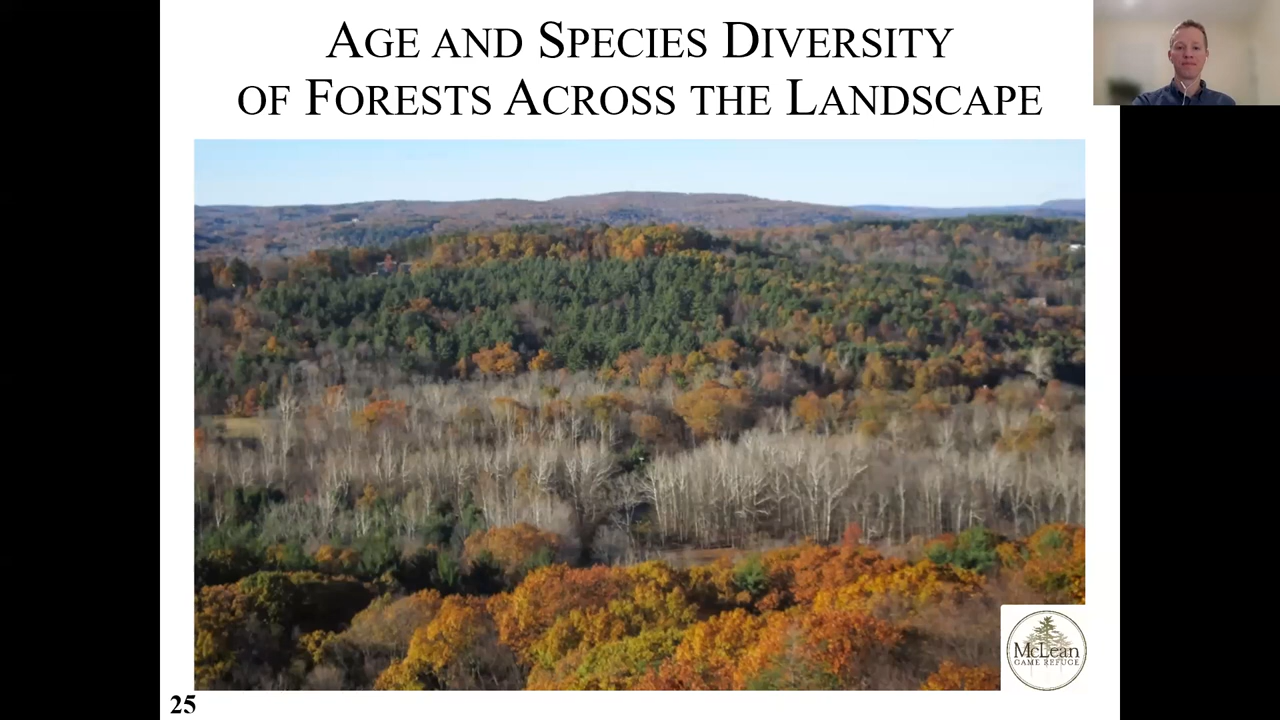 AGE AND SPECIES DIVERSITY
OF FORESTS ACROSS THE LANDSCAPE
McLean
GAME REFUGE
25